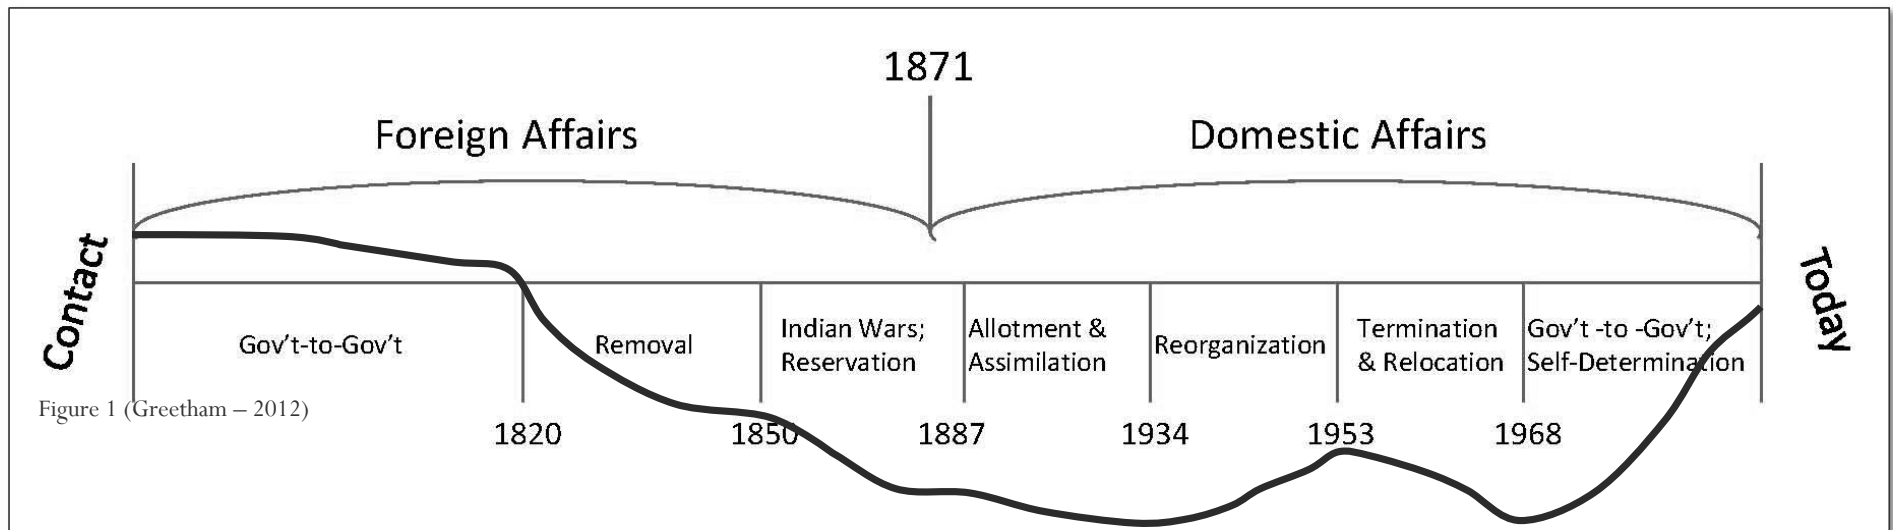 1871
Foreign Affairs
Domestic Affairs
Contact
Today
Gov't-to-Gov't
Removal
Indian Wars;
Reservation
Allotment &
Assimilation
Reorganization
Termination
& Relocation
Gov't -to -Gov't;
Self-Determination
Figure 1 (Greetham – 2012)
1820
1850
1887
1934
1953
1968